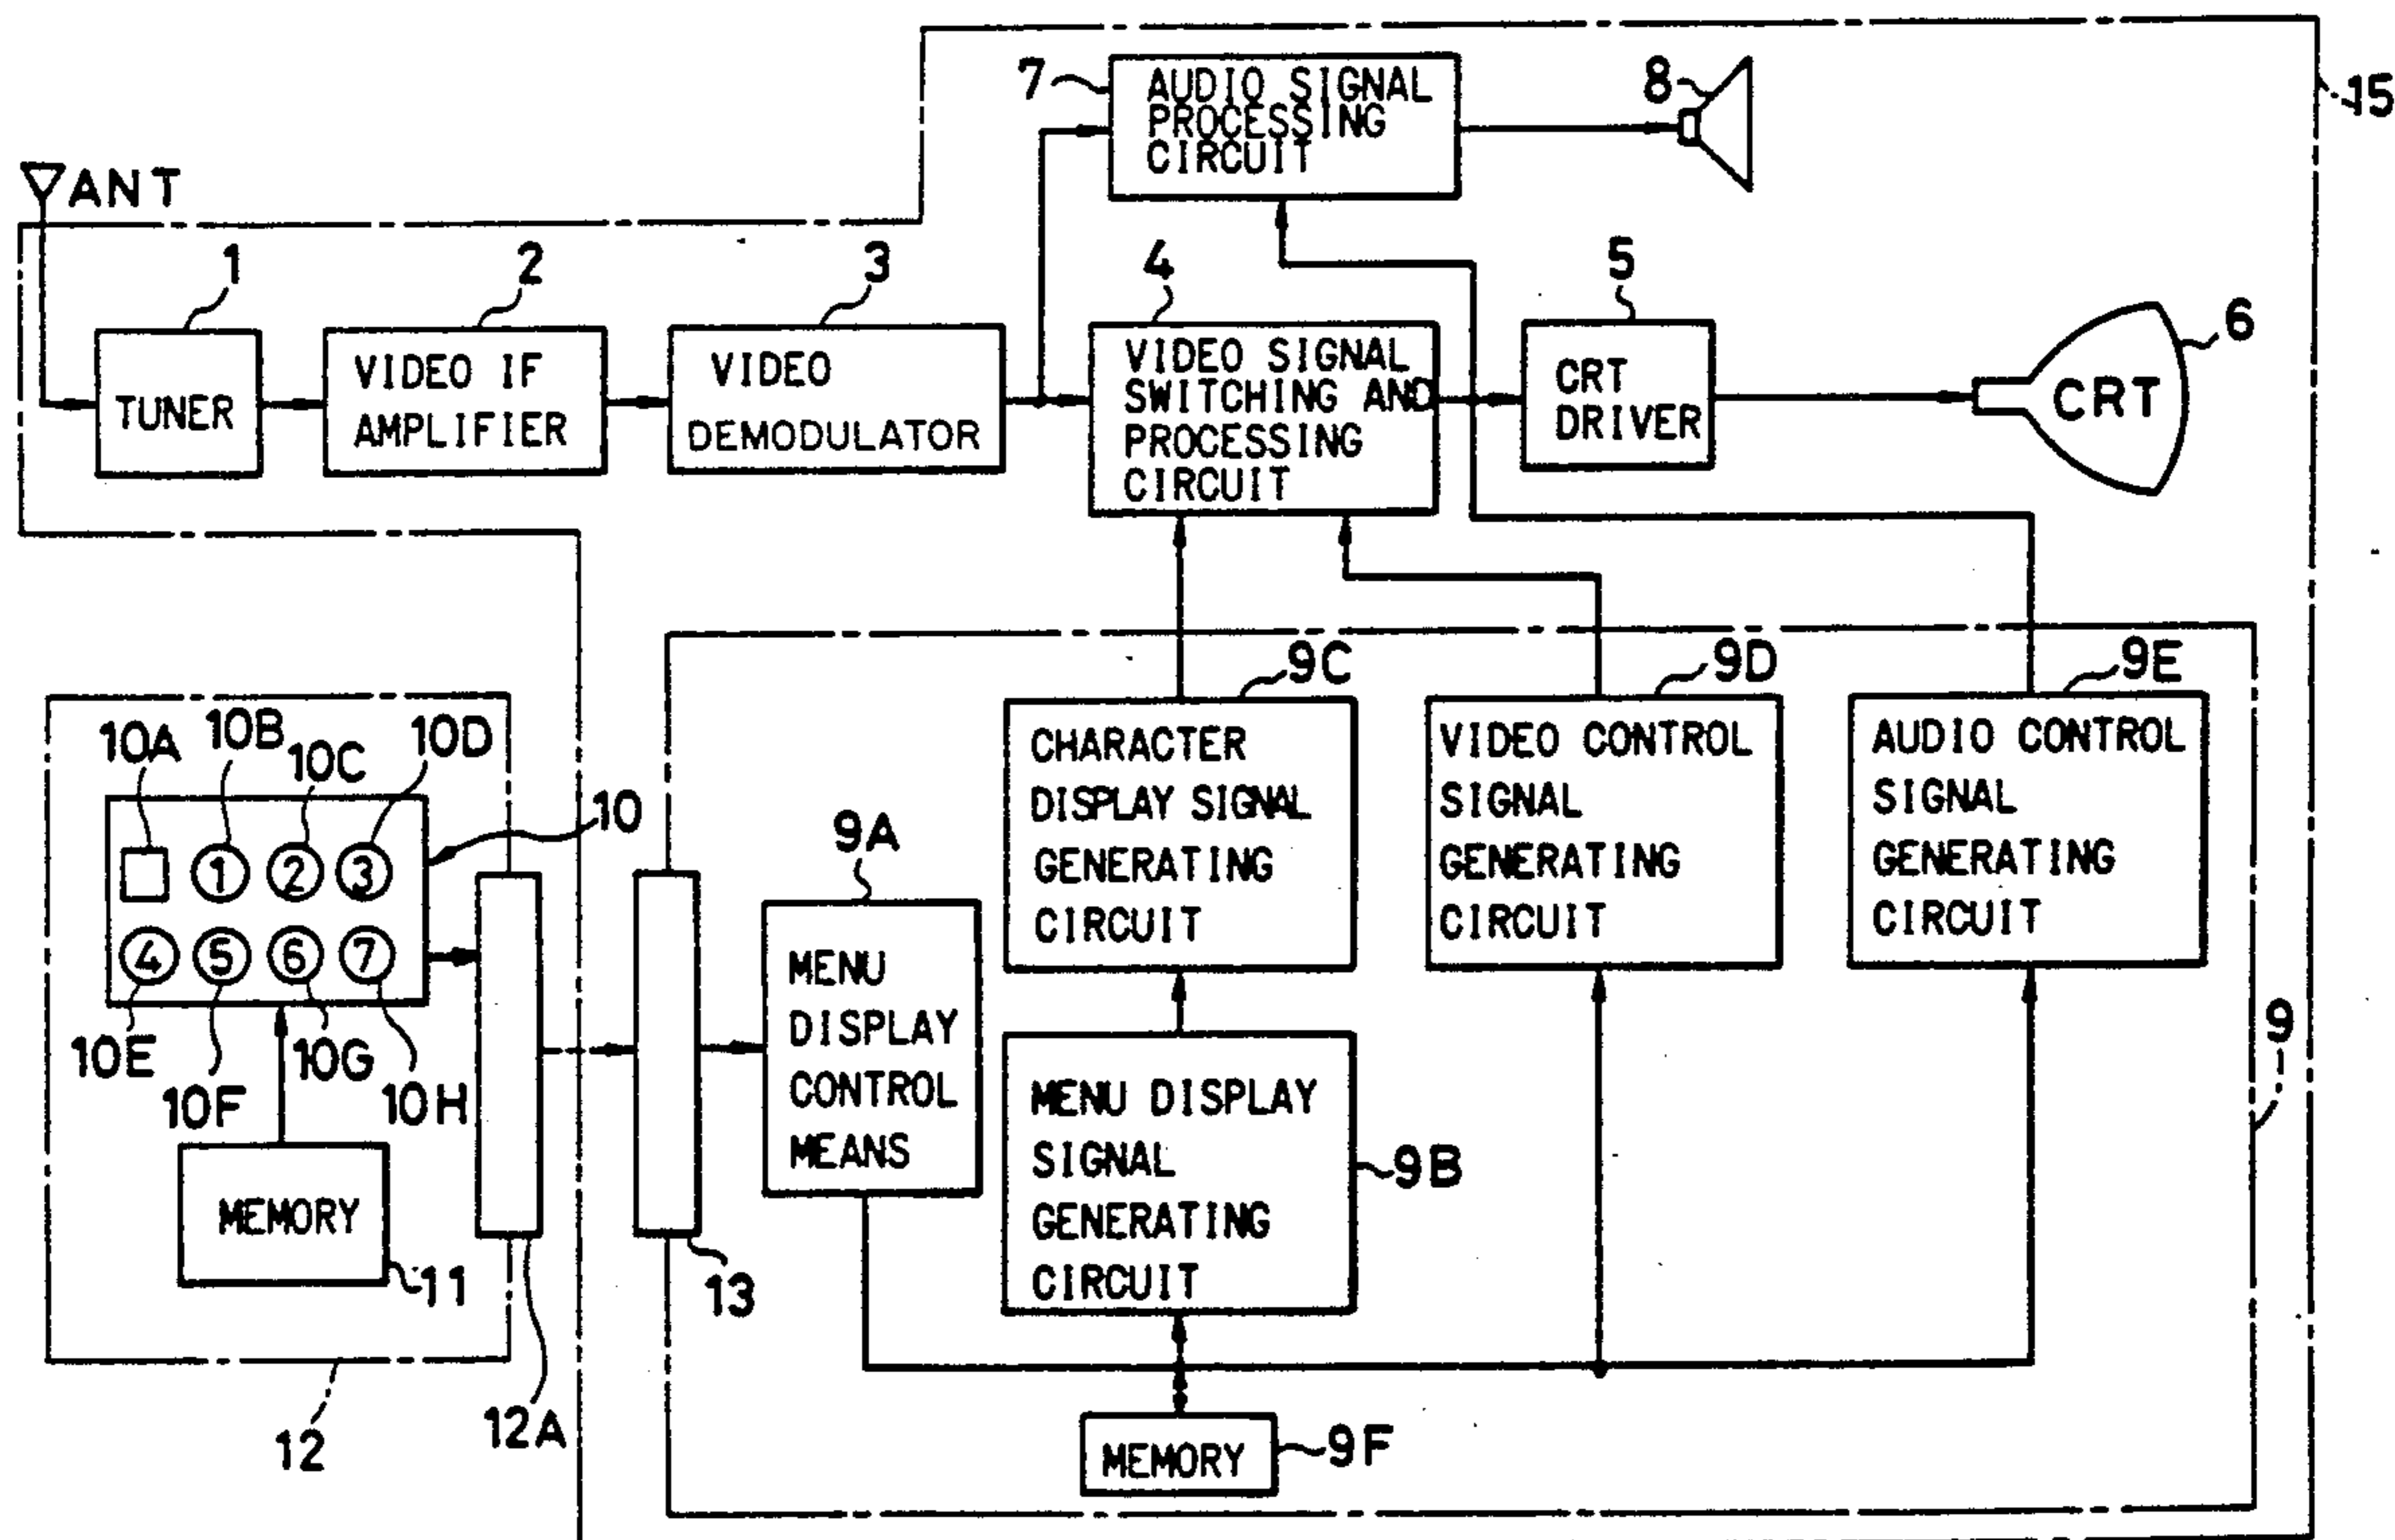 7
AUDIO SIGNAL
PROCESSING
CIRCUIT
8
15
ANT
1
TUNER
2
VIDEO IF
AMPLIFIER
3
VIDEO
DEMODULATOR
4
VIDEO SIGNAL
SWITCHING AND
PROCESSING
CIRCUIT
5
CRT
DRIVER
CRT
6
10A
10B
10C
10D
10
1
2
3
4
5
6
7
10E
10F
10G
10H
MEMORY
11
12
12A
13
9A
MENU
DISPLAY
CONTROL
MEANS
9C
CHARACTER
DISPLAY SIGNAL
GENERATING
CIRCUIT
9D
VIDEO CONTROL
SIGNAL
GENERATING
CIRCUIT
9E
AUDIO CONTROL
SIGNAL
GENERATING
CIRCUIT
MENU DISPLAY
SIGNAL
GENERATING
CIRCUIT
9B
9
MEMORY
9F